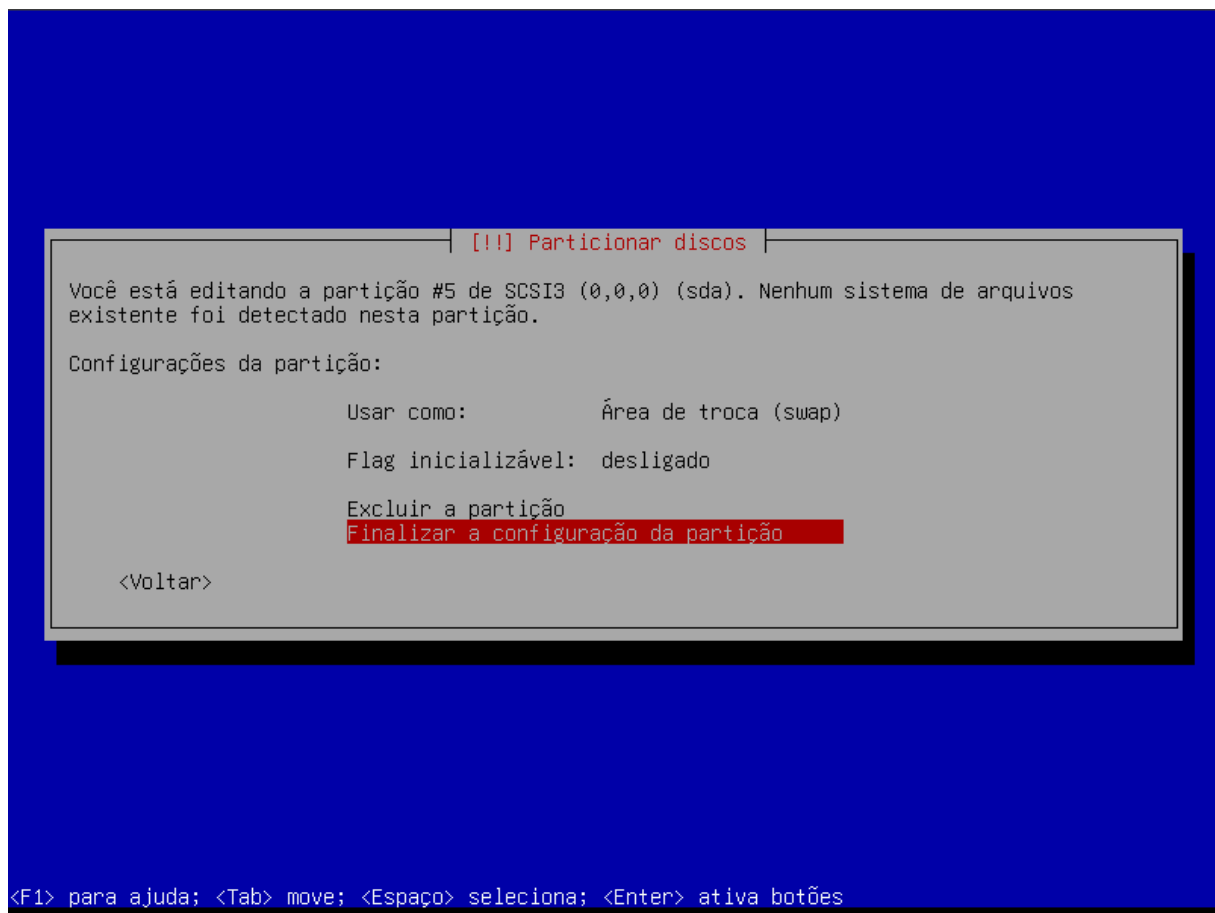 [!!] Particionar discos
Você está editando a partição #5 de SCSI3 (0,0,0) (sda). Nenhum sistema de arquivos
existente foi detectado nesta partição.
Configurações da partição:
Usar como: Área de troca (swap)
Flag inicializável: desligado
Excluir a partição
Finalizar a configuração da partição
<Voltar>
<F1> para ajuda; <Tab> move; <Espaço> seleciona; <Enter> ativa botões